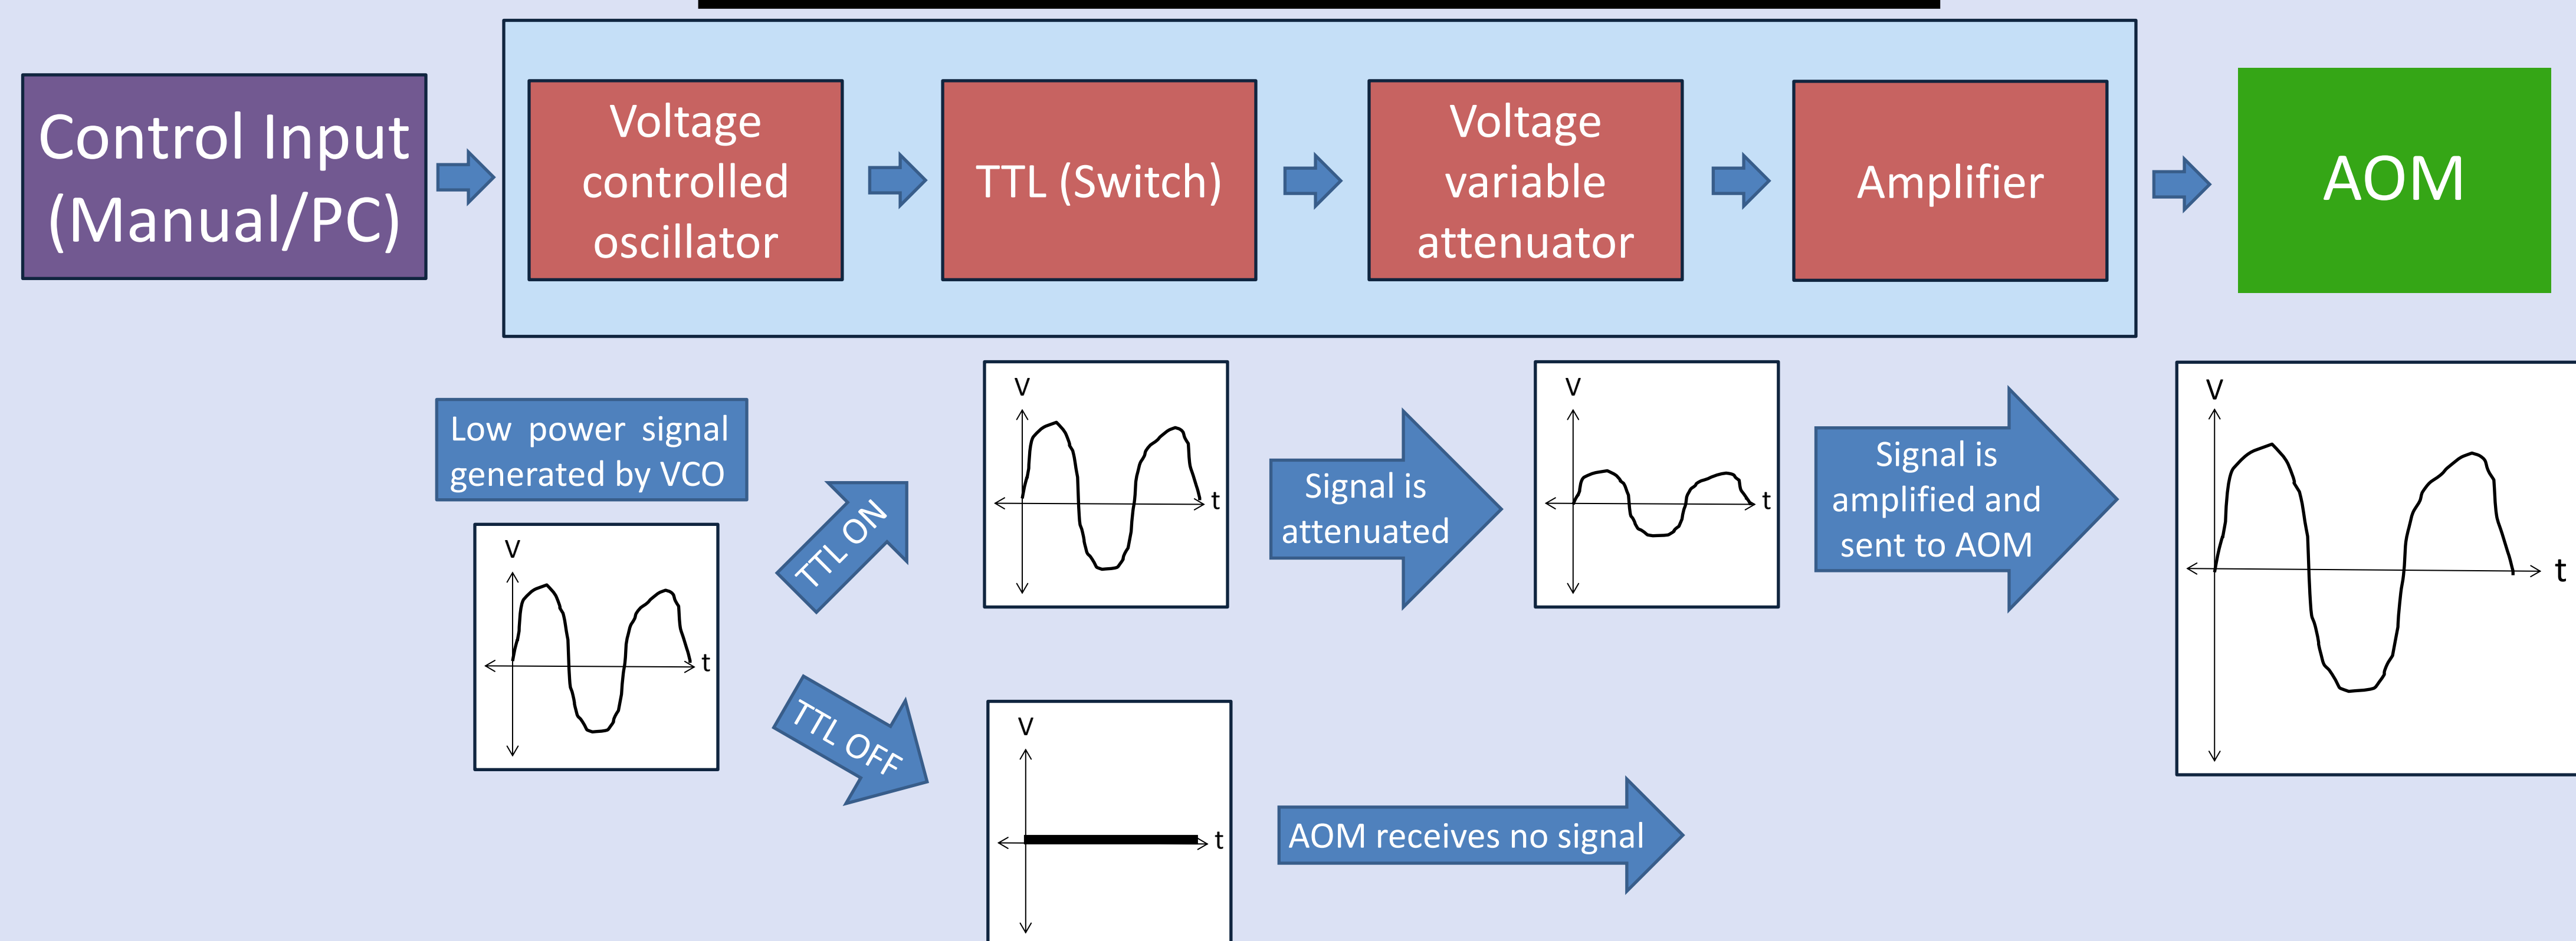 Control Input
(Manual/PC)
Voltage
controlled
oscillator
TTL (Switch)
Voltage
variable
attenuator
Amplifier
AOM
Low power signal
generated by VCO
V
t
TTL ON
V
t
Signal is
attenuated
V
t
Signal is
amplified and
sent to AOM
V
t
TTL OFF
V
t
AOM receives no signal